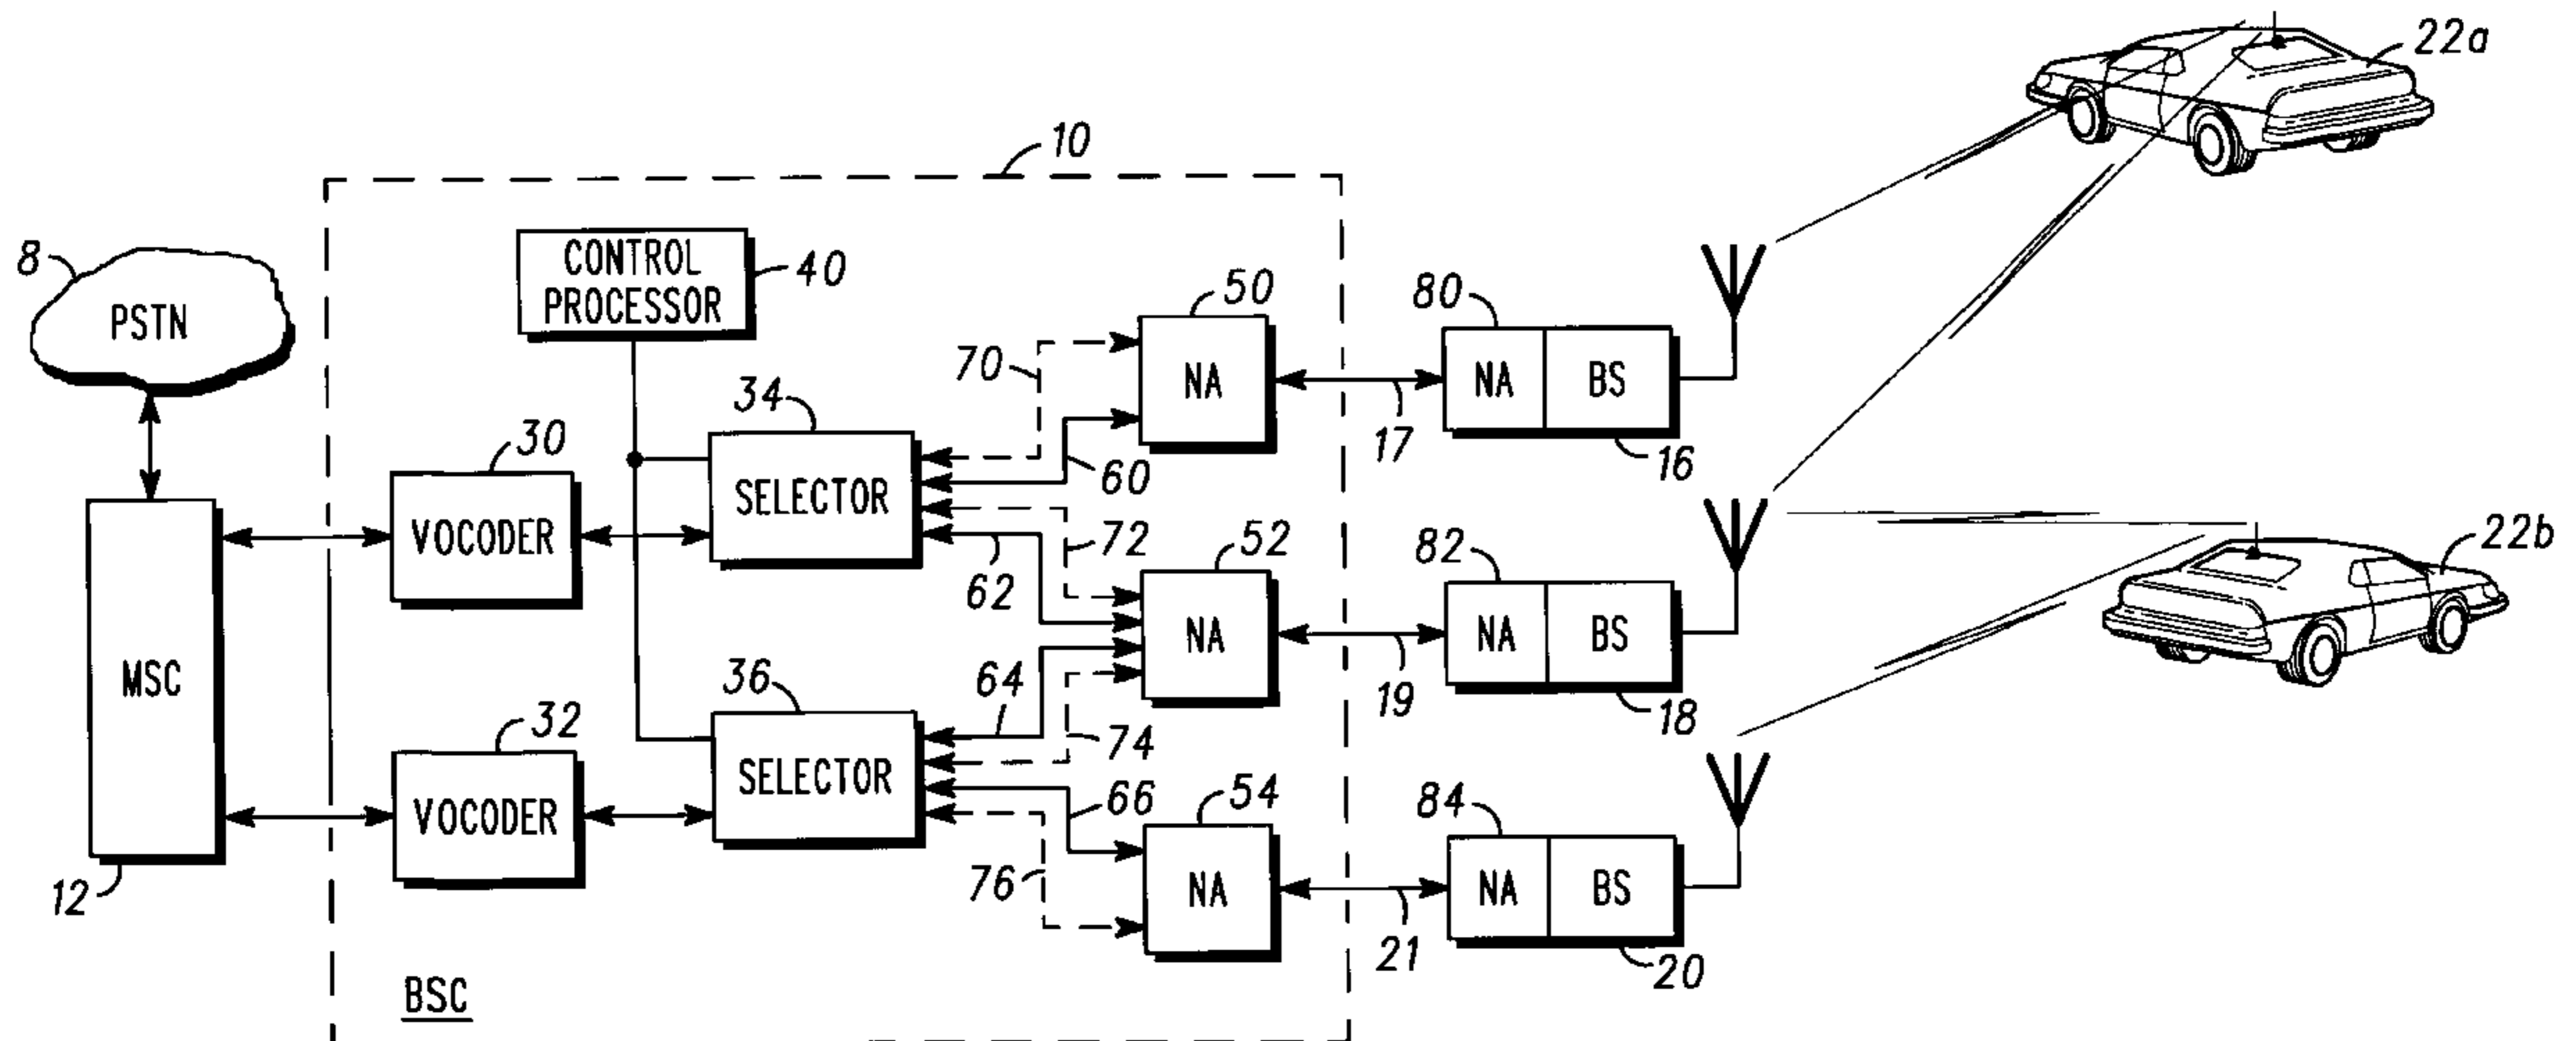 22a
10
8
PSTN
CONTROL
PROCESSOR
40
50
NA
80
NA BS
16
17
70
60
34
SELECTOR
30
VOCODER
72
62
52
NA
82
NA BS
18
19
22b
MSC
12
36
SELECTOR
32
VOCODER
64
74
66
76
54
NA
84
NA BS
20
21
BSC